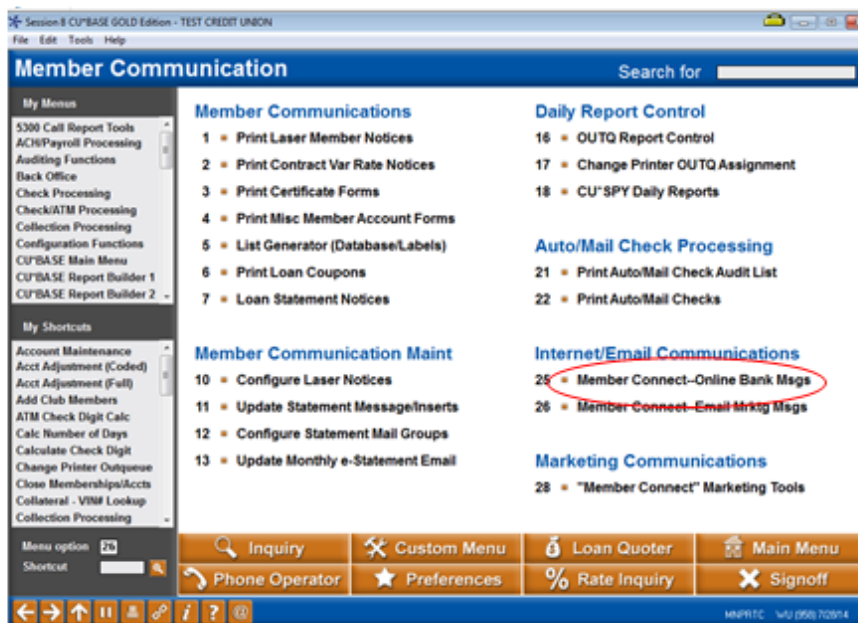 Session 8 CU*BASE GOLD Edition - TEST CREDIT UNION
File Edit Tools Help
Member Communication
Search for
My Menus
5300 Call Report Tools
ACH/Payroll Processing
Auditing Functions
Back Office
Check Processing
Check/ATM Processing
Collection Processing
Configuration Functions
CU*BASE Main Menu
CU*BASE Report Builder 1
CU*BASE Report Builder 2
My Shortcuts
Account Maintenance
Acct Adjustment (Coded)
Acct Adjustment (Full)
Add Club Members
ATM Check Digit Calc
Calc Number of Days
Calculate Check Digit
Change Printer Outqueue
Close Memberships/Accts
Collateral - VIN# Lookup
Collection Processing
Menu option 26
Shortcut
Member Communications
1 Print Laser Member Notices
2 Print Contract Var Rate Notices
3 Print Certificate Forms
4 Print Misc Member Account Forms
5 List Generator (Database/Labels)
6 Print Loan Coupons
7 Loan Statement Notices
Member Communication Maint
10 Configure Laser Notices
11 Update Statement Message/Inserts
12 Configure Statement Mail Groups
13 Update Monthly e-Statement Email
Daily Report Control
16 OUTQ Report Control
17 Change Printer OUTQ Assignment
18 CU*SPY Daily Reports
Auto/Mail Check Processing
21 Print Auto/Mail Check Audit List
22 Print Auto/Mail Checks
Internet/Email Communications
25 Member Connect--Online Bank Msgs
26 Member Connect--Email Mrktg Msgs
Marketing Communications
28 "Member Connect" Marketing Tools
Inquiry Custom Menu Loan Quoter Main Menu
Phone Operator Preferences Rate Inquiry Signoff
MNPRTC WU (958) 7/28/14